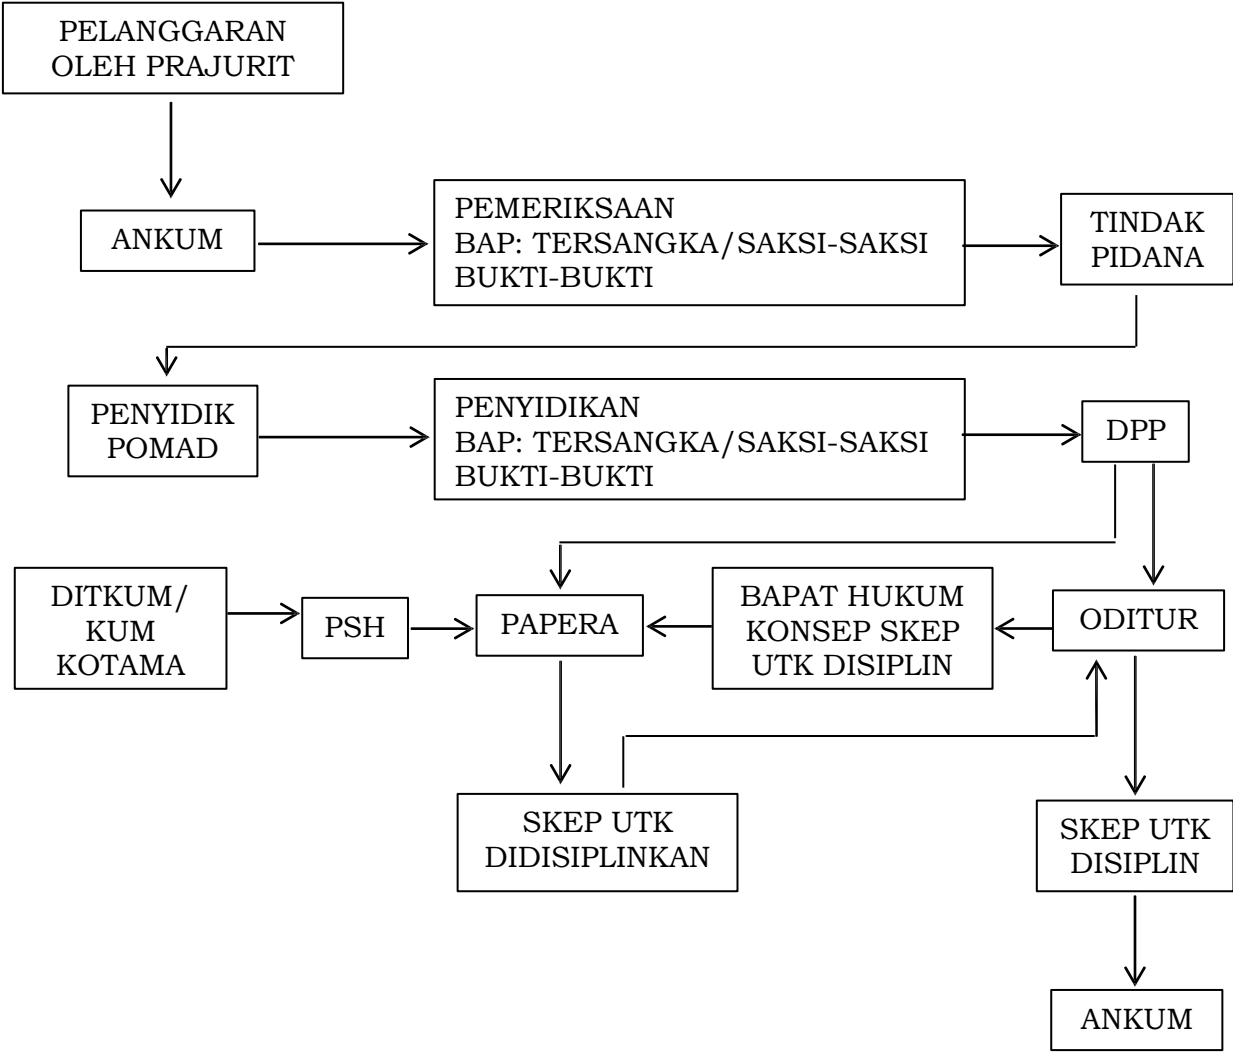 PELANGGARAN
OLEH PRAJURIT
ANKUM
PEMERIKSAAN
BAP: TERSANGKA/SAKSI-SAKSI
BUKTI-BUKTI
TINDAK
PIDANA
PENYIDIK
POMAD
PENYIDIKAN
BAP: TERSANGKA/SAKSI-SAKSI
BUKTI-BUKTI
DPP
DITKUM/
KUM
KOTAMA
PSH
PAPERA
BAPAT HUKUM
KONSEP SKEP
UTK DISIPLIN
ODITUR
SKEP UTK
DIDISIPLINKAN
SKEP UTK
DISIPLIN
ANKUM